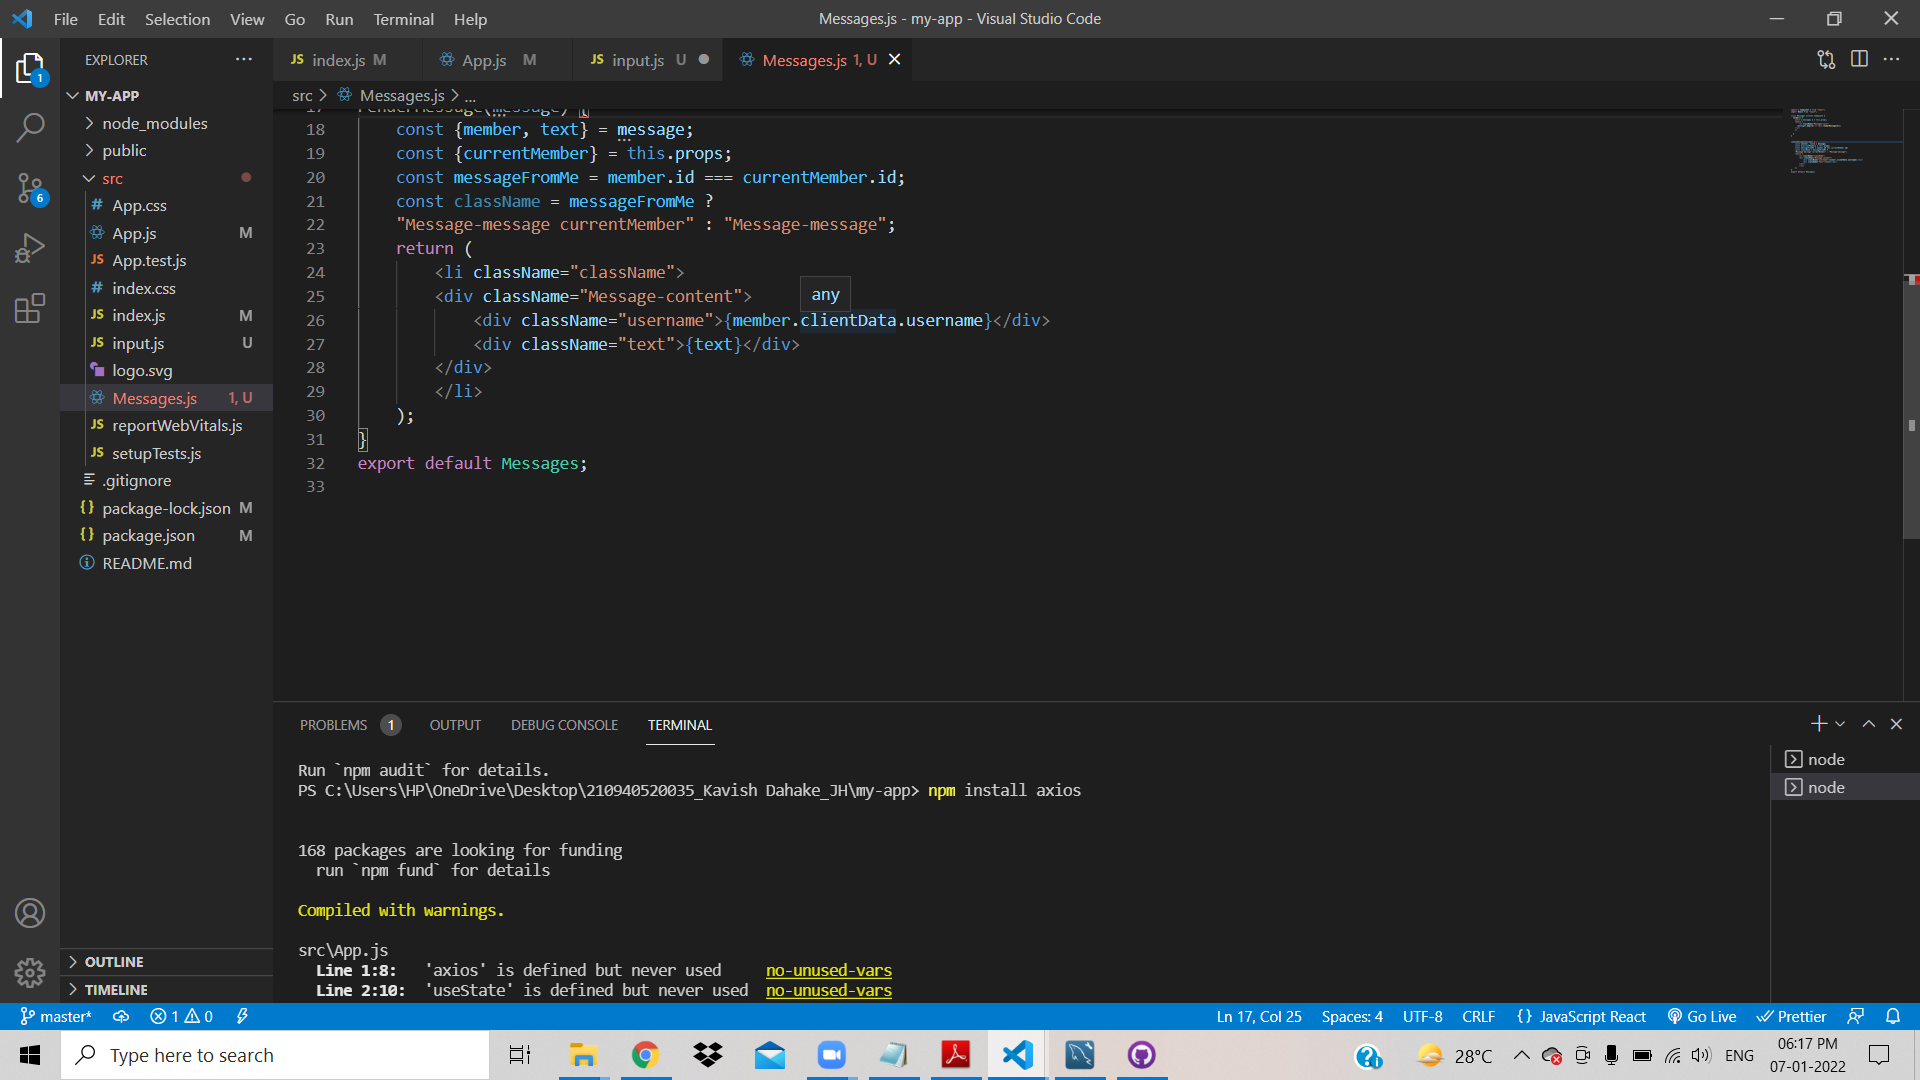 File Edit Selection View Go Run Terminal Help
Messages.js - my-app - Visual Studio Code
EXPLORER
JS index.js M
App.js M
JS input.js U
Messages.js 1, U
src > Messages.js > ...
MY-APP
node_modules
public
src
# App.css
App.js M
JS App.test.js
# index.css
JS index.js M
JS input.js U
logo.svg
Messages.js 1, U
JS reportWebVitals.js
JS setupTests.js
.gitignore
{} package-lock.json M
{} package.json M
README.md
OUTLINE
TIMELINE
1
6
18 const {member, text} = message;
19 const {currentMember} = this.props;
20 const messageFromMe = member.id === currentMember.id;
21 const className = messageFromMe ?
22 "Message-message currentMember" : "Message-message";
23 return (
24 <li className="className">
25 <div className="Message-content">
any
26 <div className="username">{member.clientData.username}</div>
27 <div className="text">{text}</div>
28 </div>
29 </li>
30 );
31 }
32 export default Messages;
33
PROBLEMS 1 OUTPUT DEBUG CONSOLE TERMINAL
Run `npm audit` for details.
PS C:\Users\HP\OneDrive\Desktop\210940520035_Kavish Dahake_JH\my-app> npm install axios
168 packages are looking for funding
run `npm fund` for details
Compiled with warnings.
src\App.js
Line 1:8: 'axios' is defined but never used no-unused-vars
Line 2:10: 'useState' is defined but never used no-unused-vars
node
node
master* 1 0
Ln 17, Col 25 Spaces: 4 UTF-8 CRLF {} JavaScript React Go Live Prettier
Type here to search
28°C
ENG
06:17 PM
07-01-2022